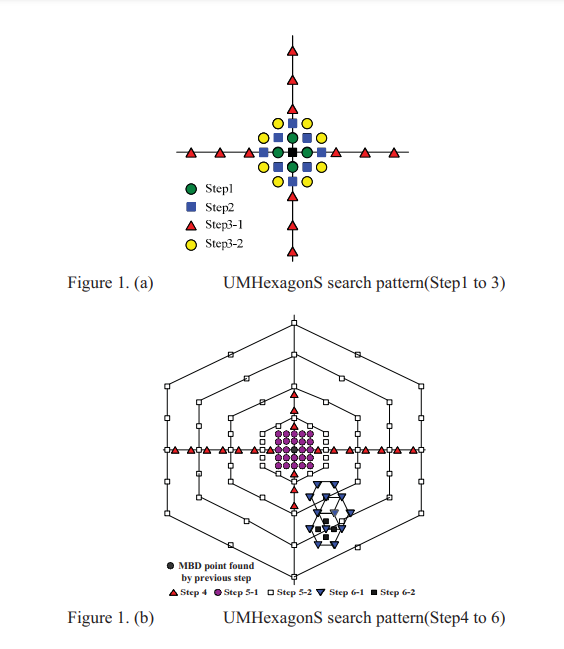 Step1
Step2
Step3-1
Step3-2
Figure 1. (a) UMHexagonS search pattern(Step1 to 3)
MBD point found
by previous step
Step 4 Step 5-1 Step 5-2 Step 6-1 Step 6-2
Figure 1. (b) UMHexagonS search pattern(Step4 to 6)